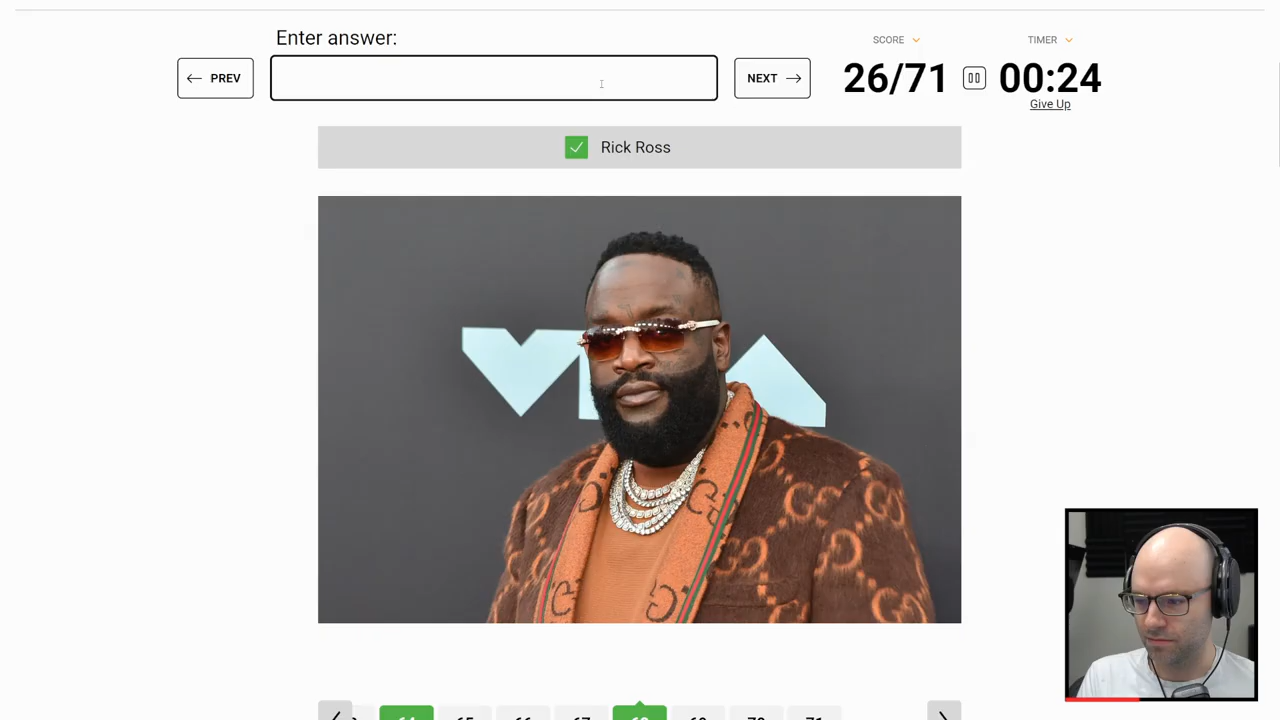 Enter answer:
SCORE
TIMER
PREV
NEXT
26/71
00:24
Give Up
Rick Ross